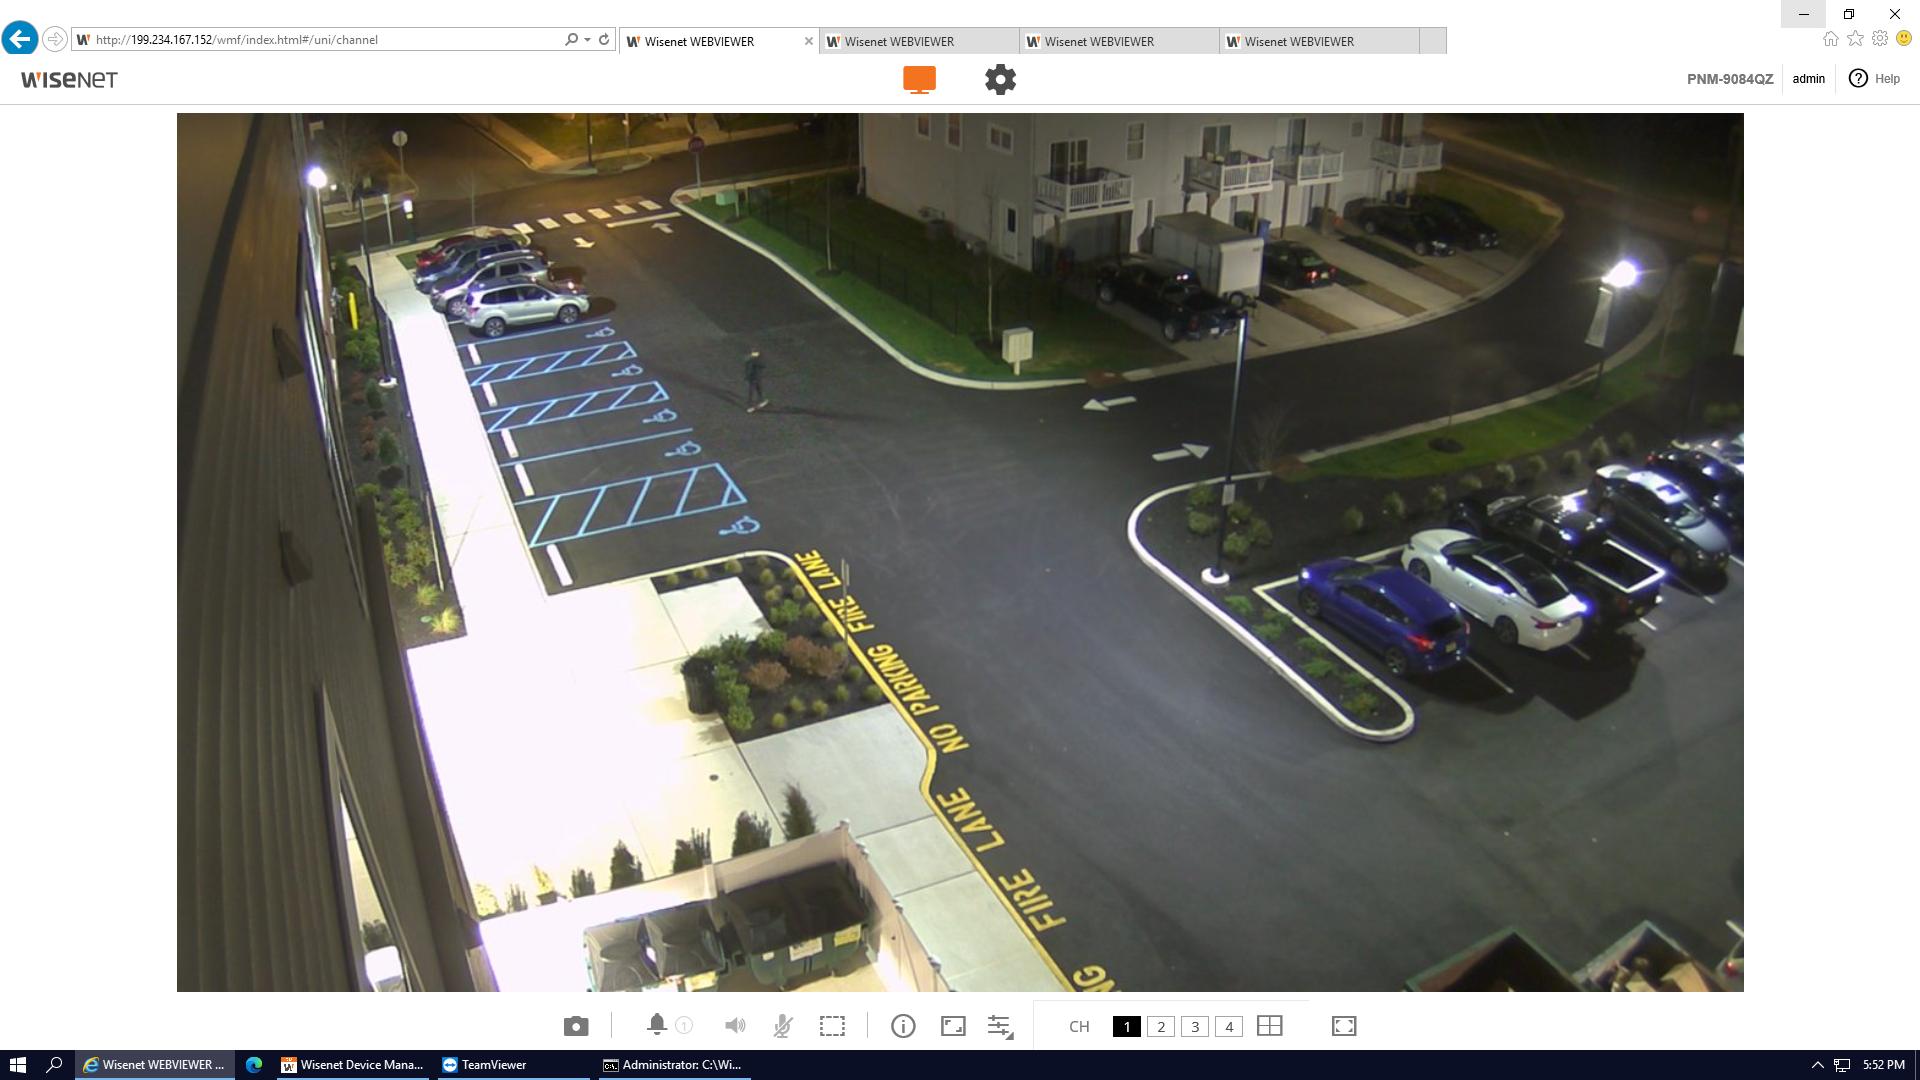 http://199.234.167.152/wmf/index.html#/uni/channel
Wisenet WEBVIEWER
Wisenet WEBVIEWER
Wisenet WEBVIEWER
Wisenet WEBVIEWER
WISENET
PNM-9084QZ
admin
? Help
FIRE LANE
NO PARKING
FIRE LANE
NG
1
CH
1
2
3
4
Wisenet WEBVIEWER ...
Wisenet Device Mana...
TeamViewer
Administrator: C:\Wi...
5:52 PM